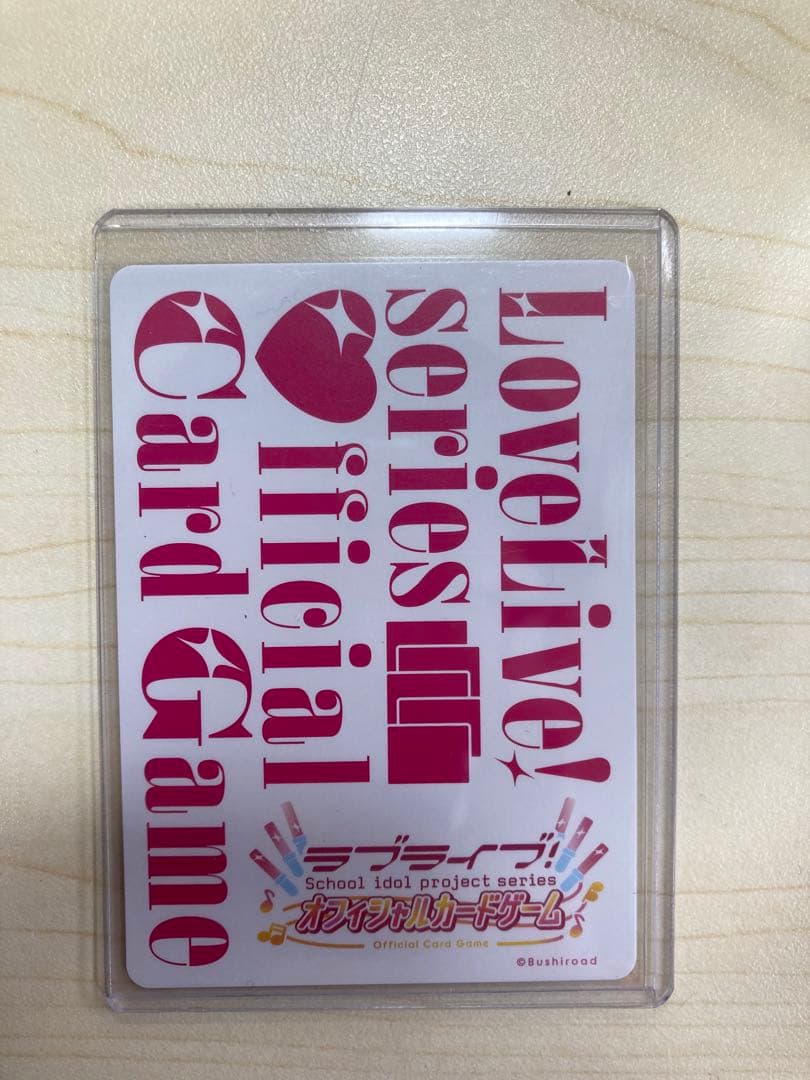 LoveLive!
series
official
Card Game
ラブライブ!
School idol project series
オフィシャルカードゲーム
Official Card Game
©Bushiroad